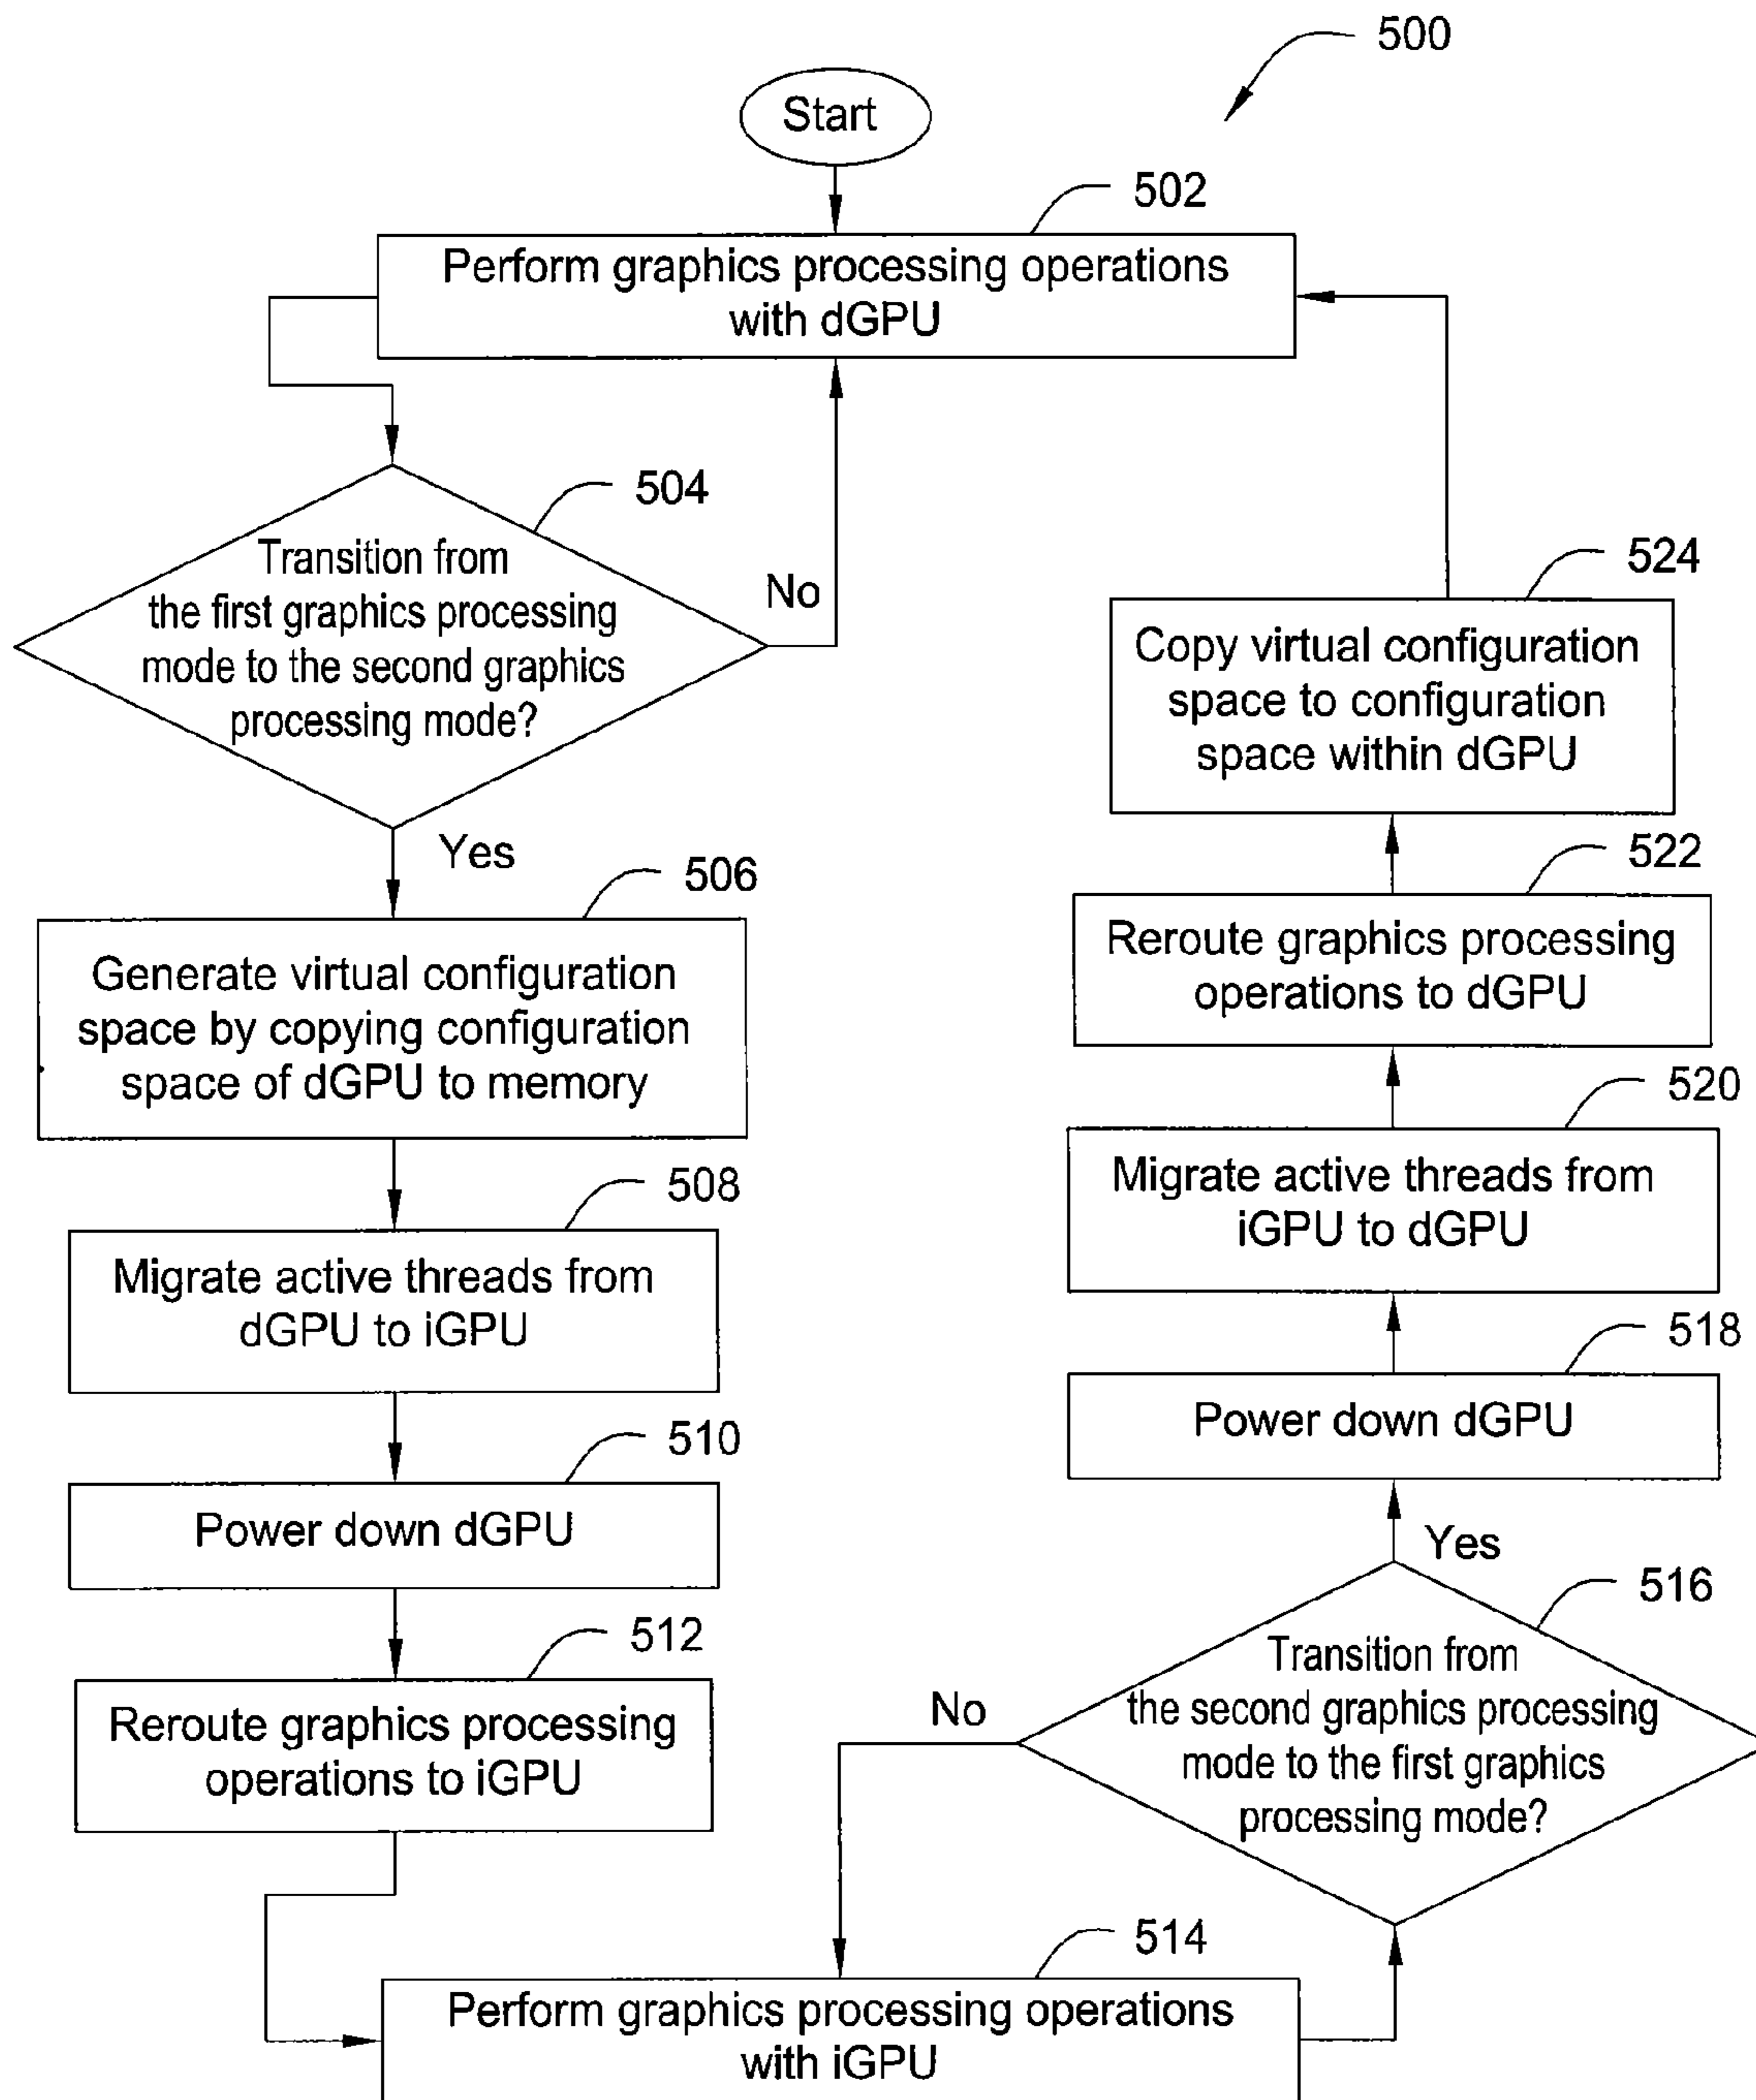 500
Start
502
Perform graphics processing operations
with dGPU
504
Transition from
the first graphics processing
mode to the second graphics
processing mode?
No
Yes
506
Generate virtual configuration
space by copying configuration
space of dGPU to memory
508
Migrate active threads from
dGPU to iGPU
510
Power down dGPU
512
Reroute graphics processing
operations to iGPU
514
Perform graphics processing operations
with iGPU
516
Transition from
the second graphics processing
mode to the first graphics
processing mode?
No
Yes
518
Power down dGPU
520
Migrate active threads from
iGPU to dGPU
522
Reroute graphics processing
operations to dGPU
524
Copy virtual configuration
space to configuration
space within dGPU